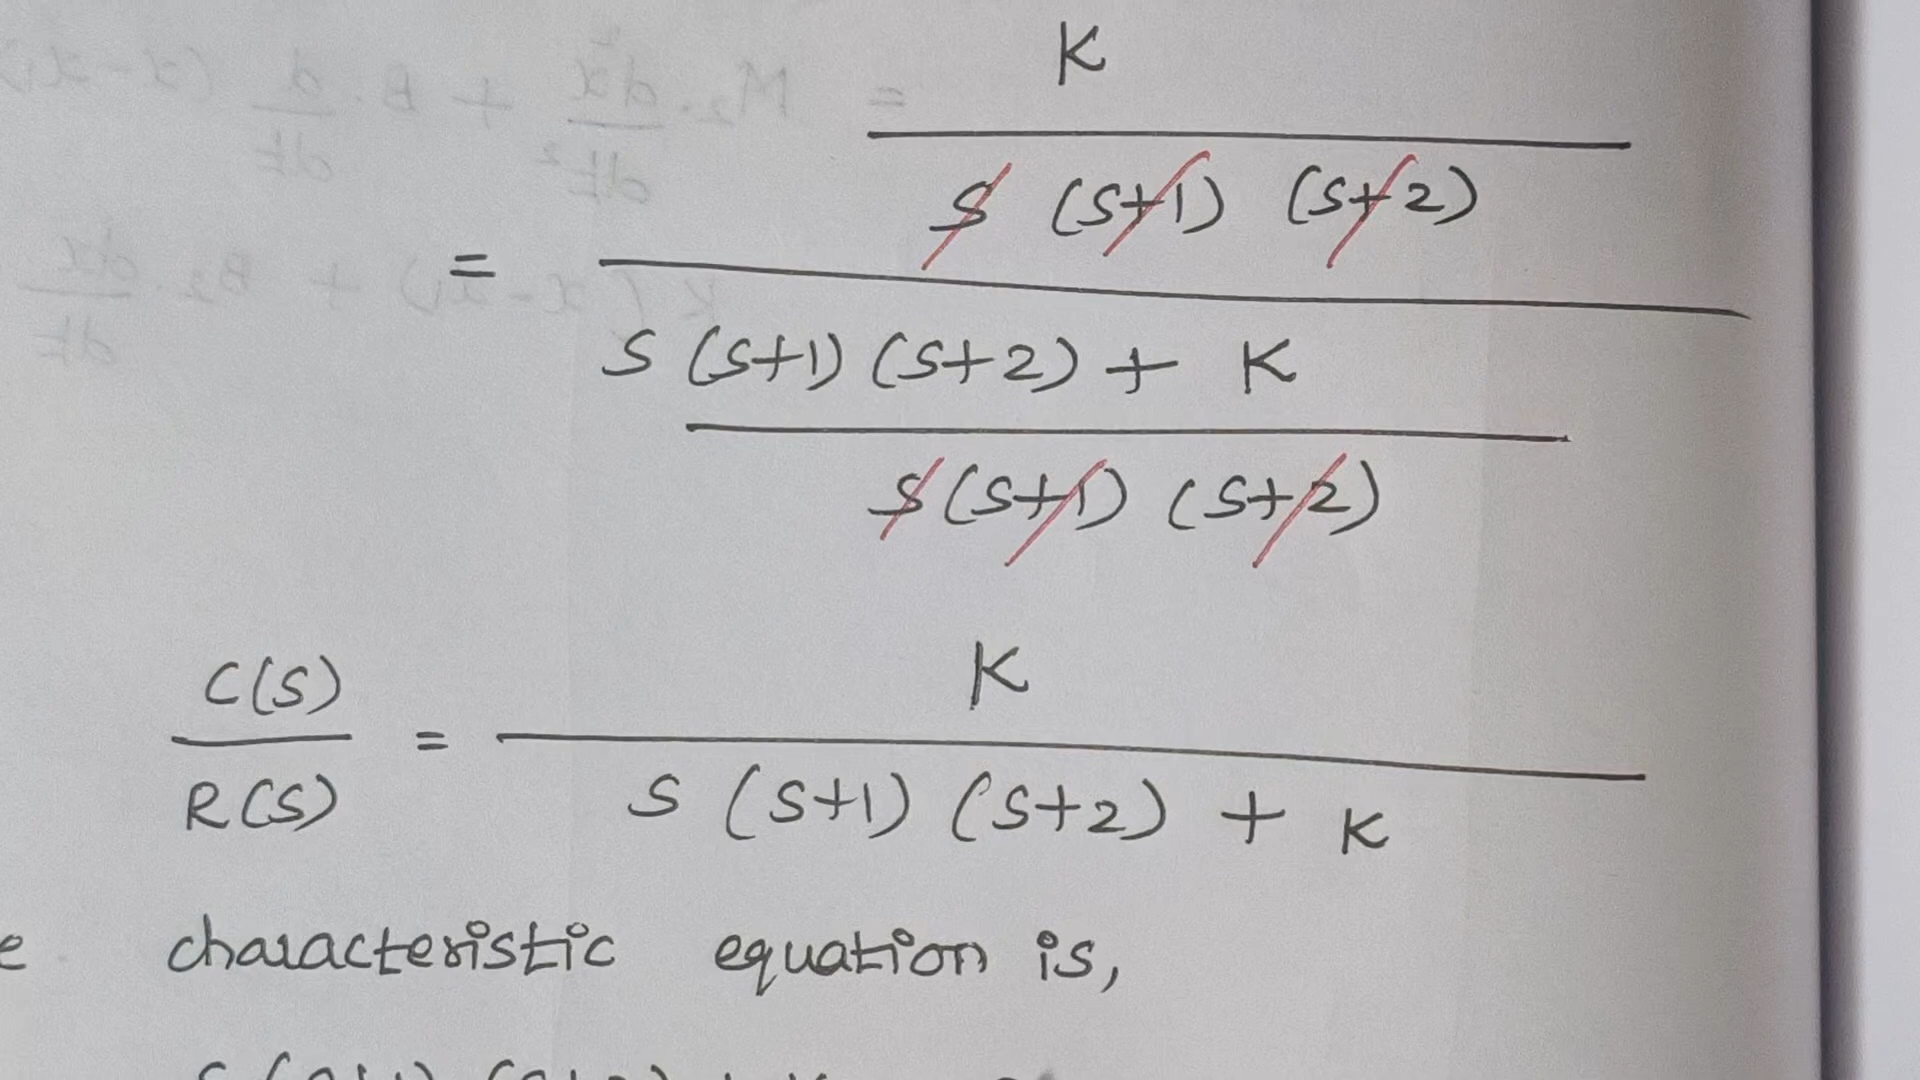 K
s (s+1) (s+2)
=
s (s+1) (s+2) + K
s (s+1) (s+2)
C(s)
R(s)
=
K
s (s+1) (s+2) + K
characteristic equation is,